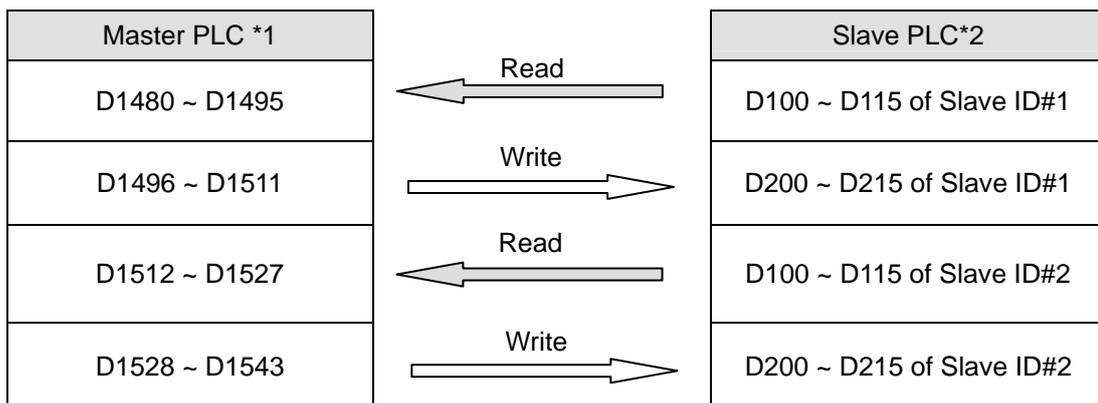 Master PLC *1
Slave PLC*2
D1480 ~ D1495
Read
D100 ~ D115 of Slave ID#1
D1496 ~ D1511
Write
D200 ~ D215 of Slave ID#1
D1512 ~ D1527
Read
D100 ~ D115 of Slave ID#2
D1528 ~ D1543
Write
D200 ~ D215 of Slave ID#2